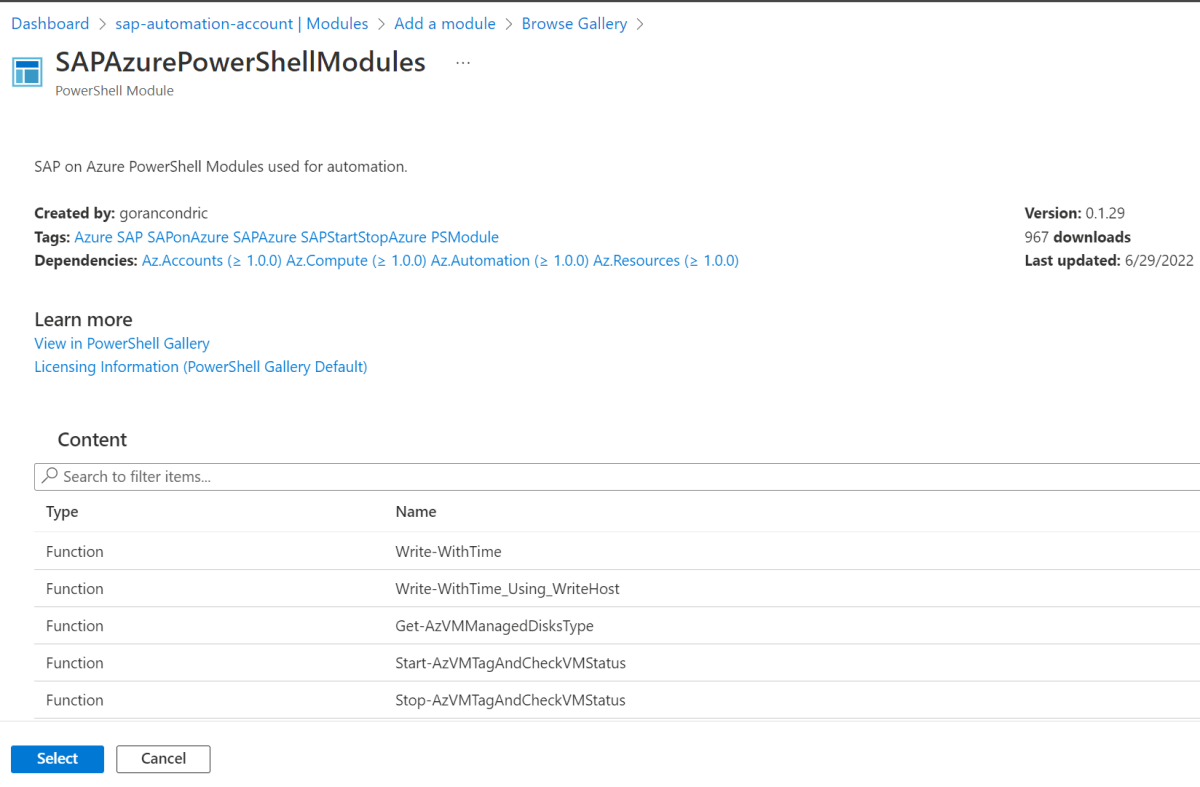 Dashboard > sap-automation-account | Modules > Add a module > Browse Gallery >
SAPAzurePowerShellModules ...
PowerShell Module
SAP on Azure PowerShell Modules used for automation.
Created by: gorancondric
Version: 0.1.29
Tags: Azure SAP SAPonAzure SAPAzure SAPStartStopAzure PSModule
967 downloads
Dependencies: Az.Accounts (≥ 1.0.0) Az.Compute (≥ 1.0.0) Az.Automation (≥ 1.0.0) Az.Resources (≥ 1.0.0)
Last updated: 6/29/2022
Learn more
View in PowerShell Gallery
Licensing Information (PowerShell Gallery Default)
Content
Search to filter items...
Type Name
Function Write-WithTime
Function Write-WithTime_Using_WriteHost
Function Get-AzVMManagedDisksType
Function Start-AzVMTagAndCheckVMStatus
Function Stop-AzVMTagAndCheckVMStatus
Select Cancel